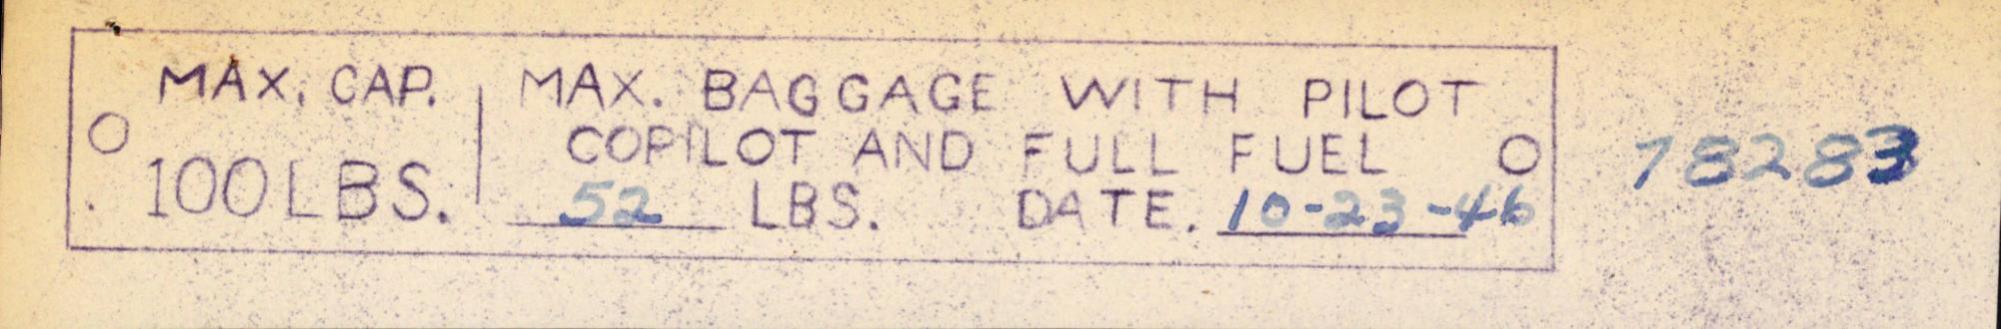 MAX. CAP.
100 LBS.
MAX. BAGGAGE WITH PILOT
COPILOT AND FULL FUEL
52 LBS. DATE. 10-23-46
78283